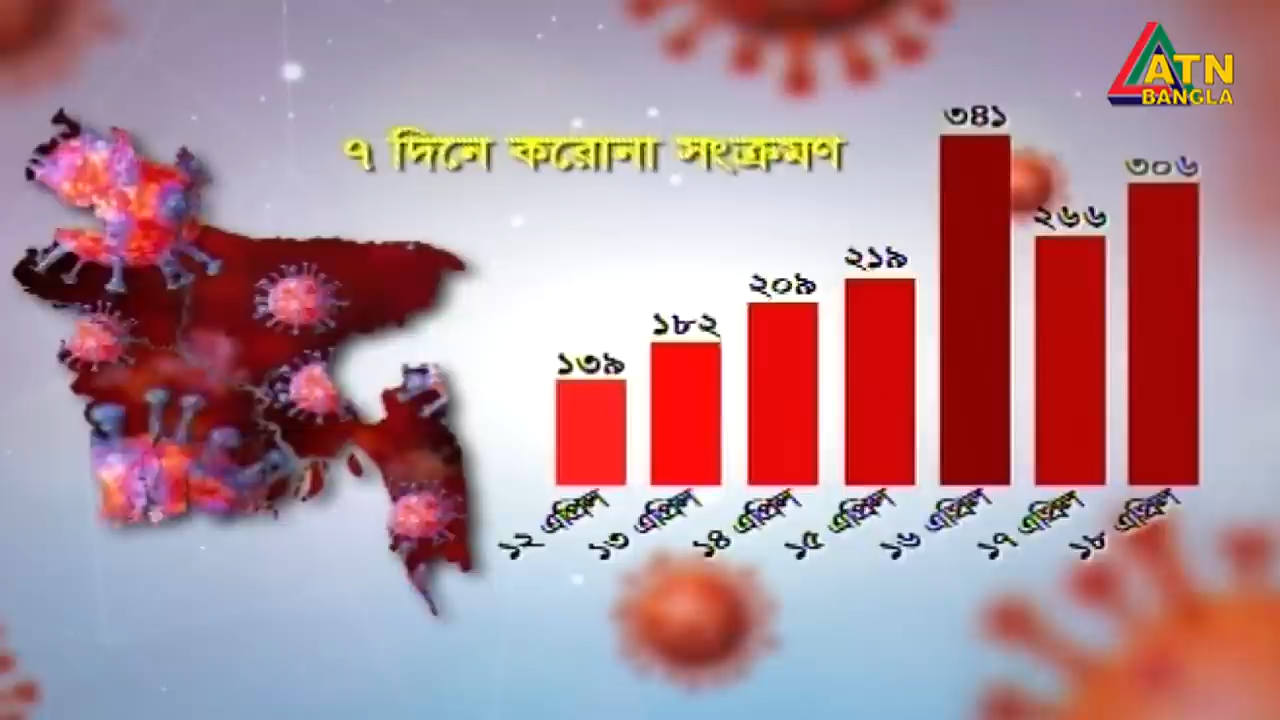 ATN
BANGLA
৭ দিনে করোনা সংক্রমণ
১৩৯
১৮২
২০৯
২১৯
৩৪১
২৬৬
৩০৬
১২ এপ্রিল
১৩ এপ্রিল
১৪ এপ্রিল
১৫ এপ্রিল
১৬ এপ্রিল
১৭ এপ্রিল
১৮ এপ্রিল